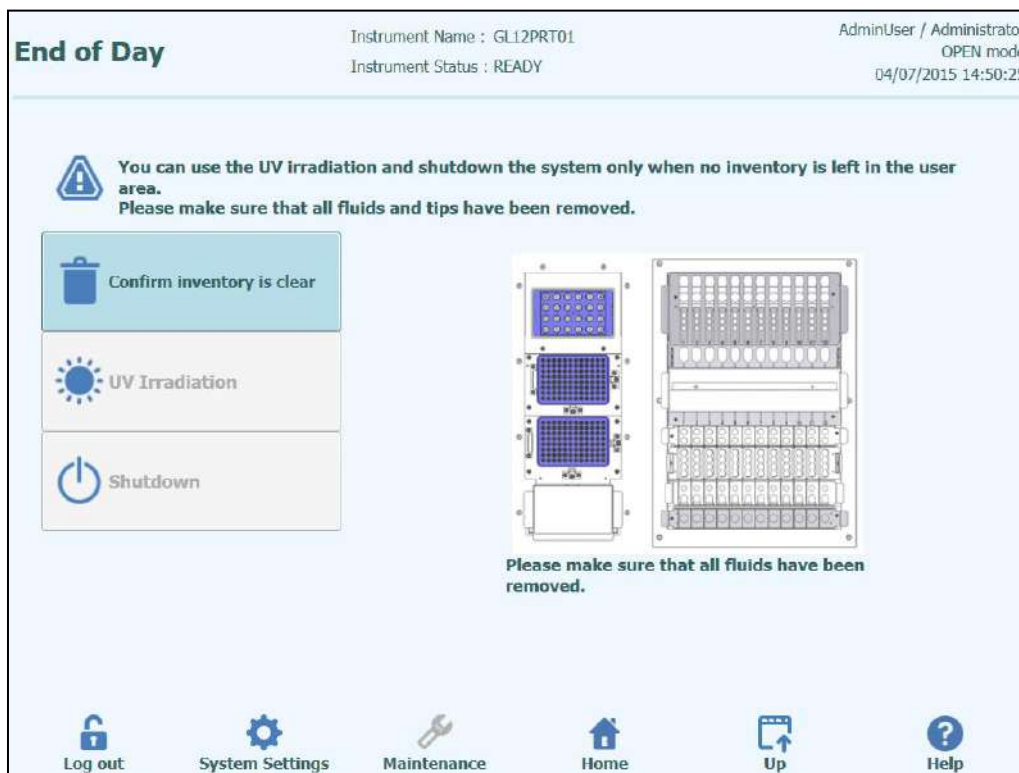 End of Day
Instrument Name : GL12PRT01
Instrument Status : READY
AdminUser / Administrato
OPEN mod
04/07/2015 14:50:2
You can use the UV irradiation and shutdown the system only when no inventory is left in the user
area.
Please make sure that all fluids and tips have been removed.
Confirm inventory is clear
UV Irradiation
Shutdown
Please make sure that all fluids have been
removed.
Log out
System Settings
Maintenance
Home
Up
Help